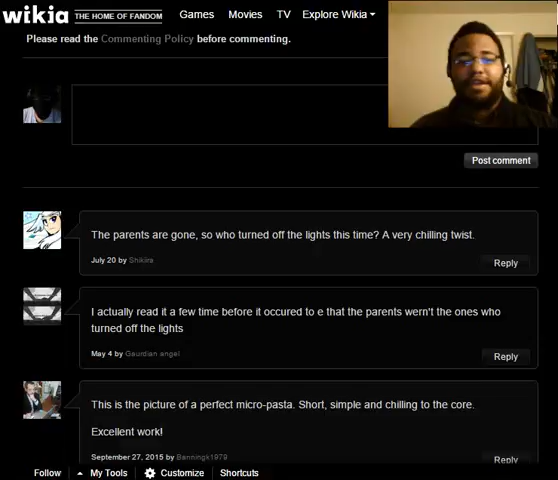 wikia THE HOME OF FANDOM Games Movies TV Explore Wikia
Please read the Commenting Policy before commenting.
Post comment
The parents are gone, so who turned off the lights this time? A very chilling twist.
July 20 by Shikiira
Reply
I actually read it a few time before it occured to e that the parents wern't the ones who
turned off the lights
May 4 by Gaurdian angel
Reply
This is the picture of a perfect micro-pasta. Short, simple and chilling to the core.
Excellent work!
September 27, 2015 by Banningk1979
Reply
Follow My Tools Customize Shortcuts